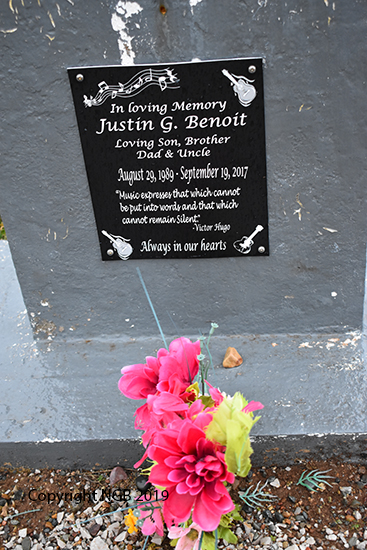 In loving Memory
Justin G. Benoit
Loving Son, Brother
Dad & Uncle
August 29, 1989 - September 19, 2017
"Music expresses that which cannot
be put into words and that which
cannot remain silent."
-Victor Hugo
Always in our hearts
Copyright NGB 2019